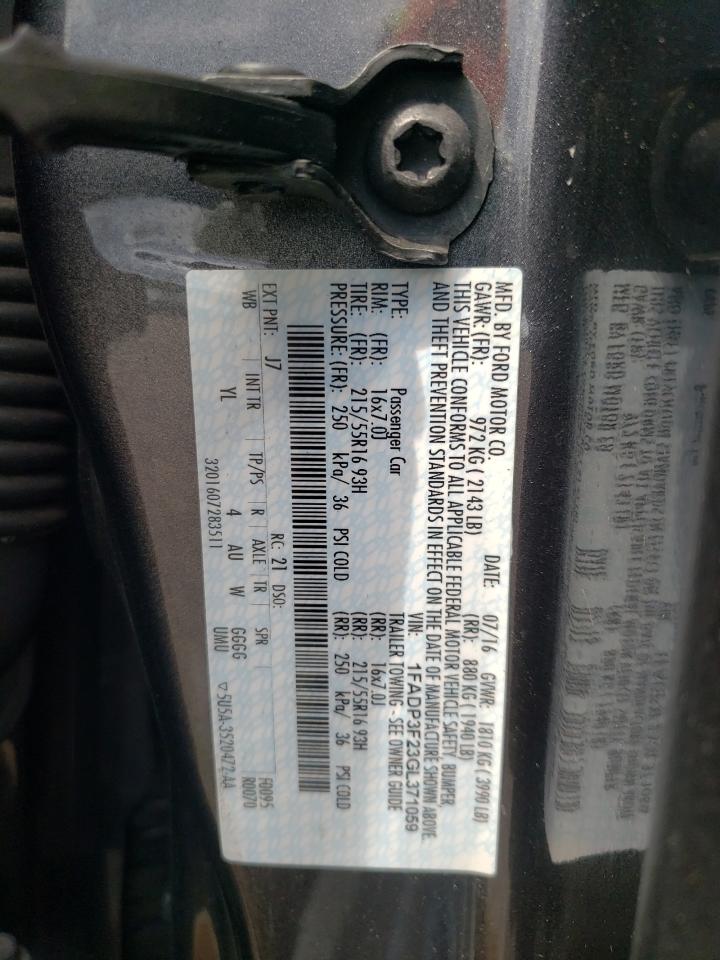 MFD. BY FORD MOTOR CO. DATE: 07/16 GVWR: 1810 KG ( 3990 LB)
GAWR: (FR): 972 KG ( 2143 LB) (RR): 880 KG ( 1940 LB)
THIS VEHICLE CONFORMS TO ALL APPLICABLE FEDERAL MOTOR VEHICLE SAFETY, BUMPER,
AND THEFT PREVENTION STANDARDS IN EFFECT ON THE DATE OF MANUFACTURE SHOWN ABOVE.
VIN: 1FADP3F23GL371059
TYPE: Passenger Car TRAILER TOWING - SEE OWNER GUIDE
RIM: (FR): 16x7.0J (RR): 16x7.0J
TIRE: (FR): 215/55R16 93H (RR): 215/55R16 93H
PRESSURE: (FR): 250 kPa/ 36 PSI COLD (RR): 250 kPa/ 36 PSI COLD
EXT PNT: J7 RC: 21 DSO: F0095
WB INT TR TP/PS R AXLE TR SPR R0070
YL 4 AU W GGGG
3201607283511 UMU ▽5U5A-3520472-AA